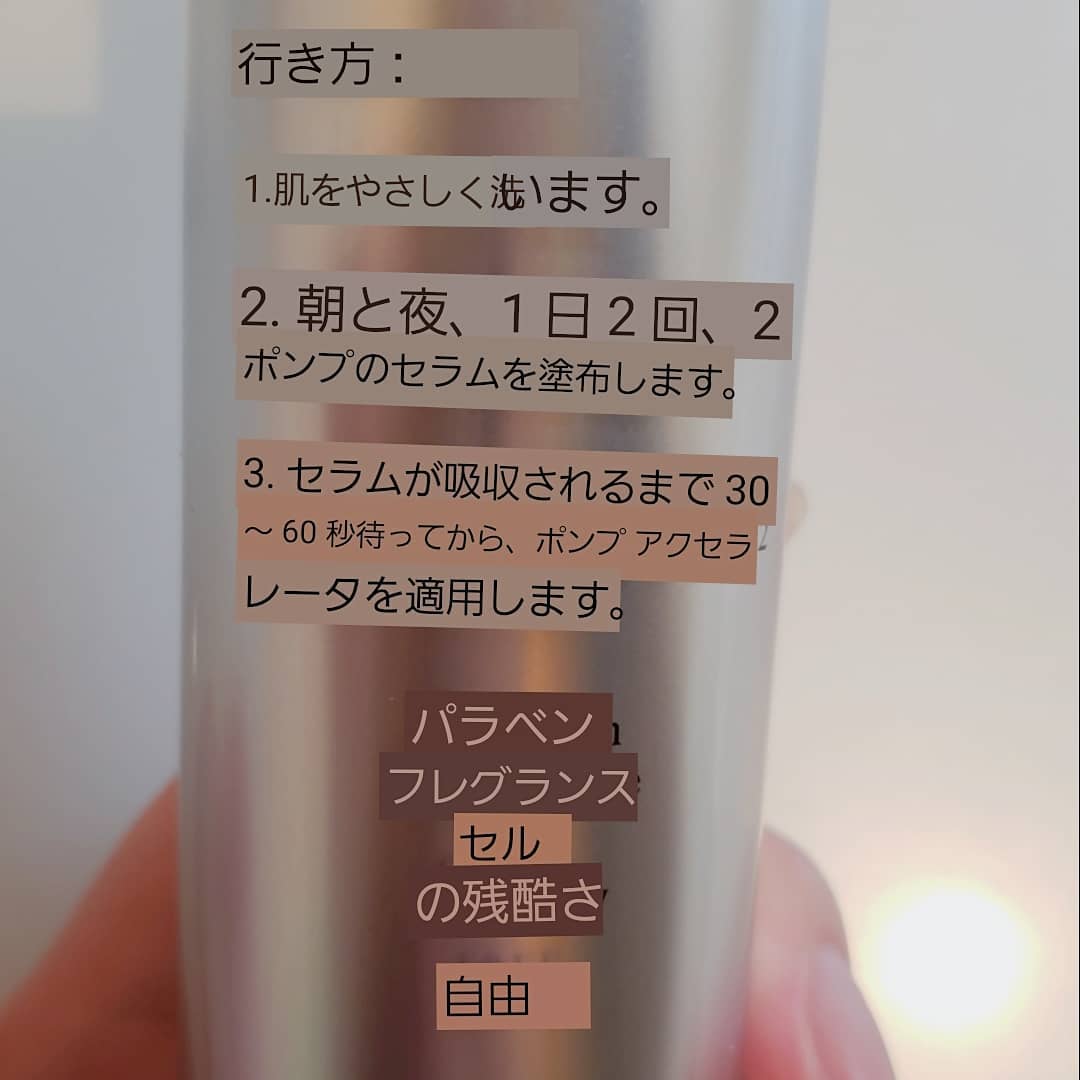 行き方：
1.肌をやさしく洗います。
2. 朝と夜、1 日 2 回、2
ポンプのセラムを塗布します。
3. セラムが吸収されるまで 30
～ 60 秒待ってから、ポンプ アクセラ
レータを適用します。
パラベン
フレグランス
セル
の残酷さ
自由